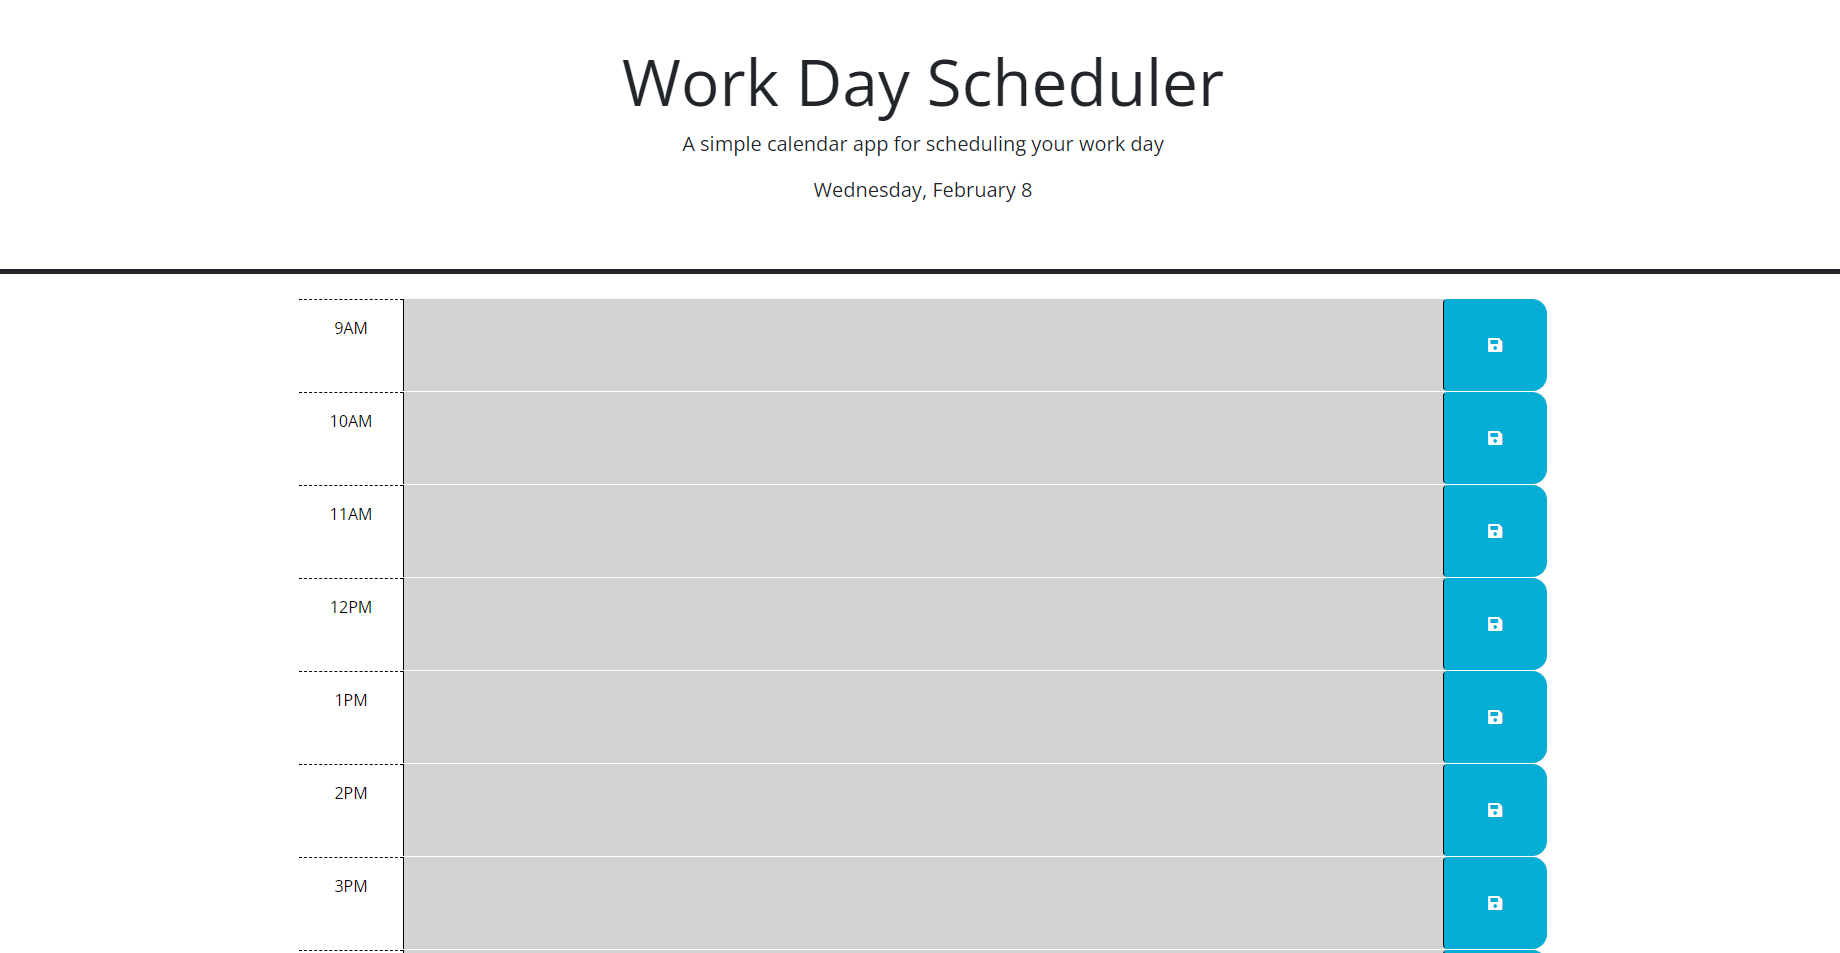 Work Day Scheduler
A simple calendar app for scheduling your work day
Wednesday, February 8
9AM
10AM
11AM
12PM
1PM
2PM
3PM